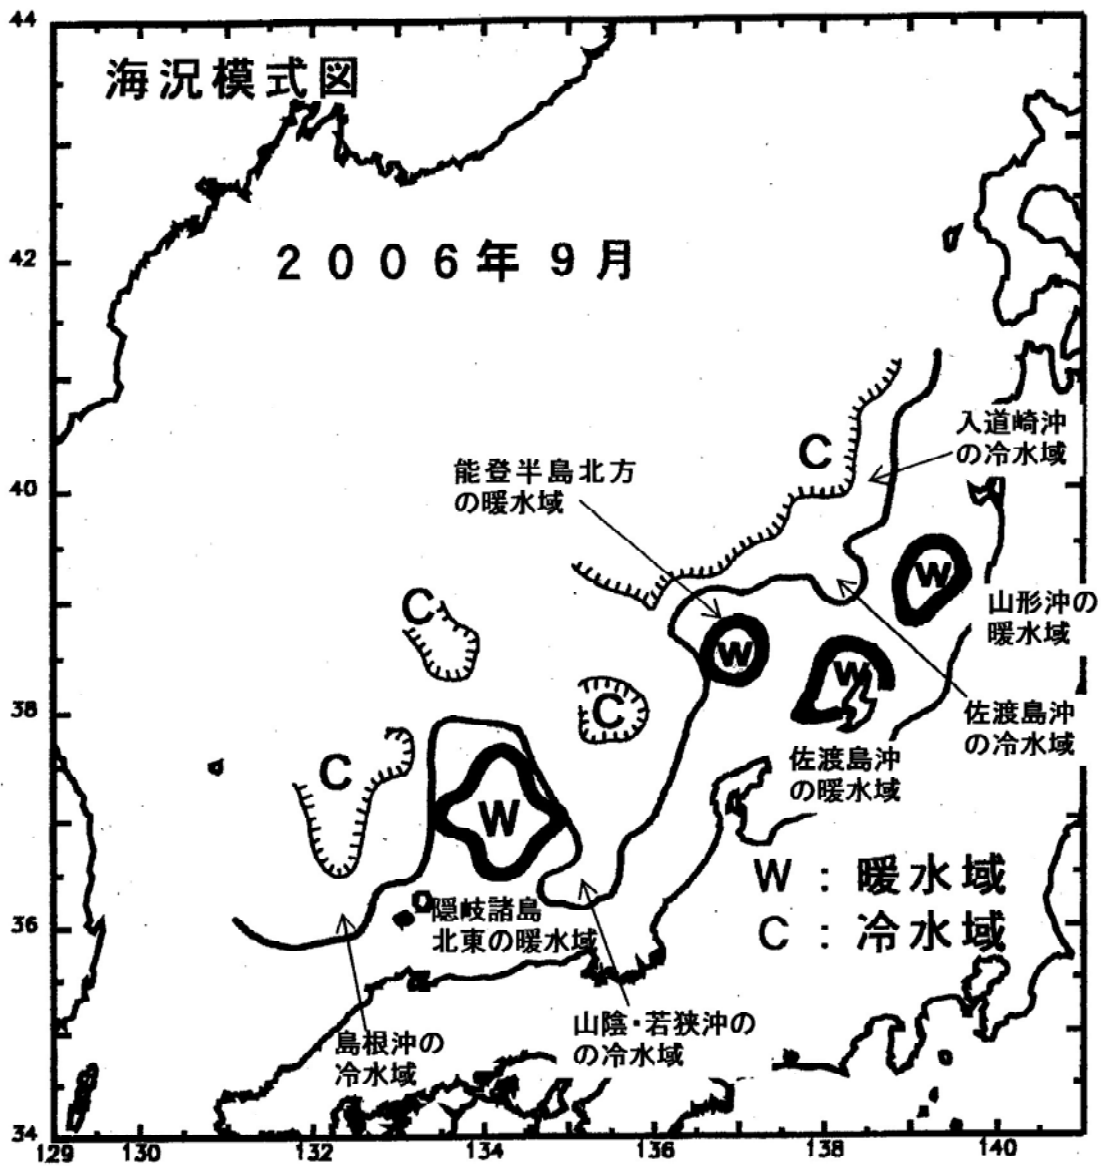 44
海況模式図
2006年9月
42
入道崎沖
の冷水域
C
能登半島北方
の暖水域
40
W
C
山形沖の
暖水域
W
W
38
C
佐渡島沖
の冷水域
佐渡島沖
の暖水域
C
W
W:暖水域
C:冷水域
隠岐諸島
北東の暖水域
36
山陰・若狭沖の
の冷水域
島根沖の
冷水域
34
129 130 132 134 136 138 140